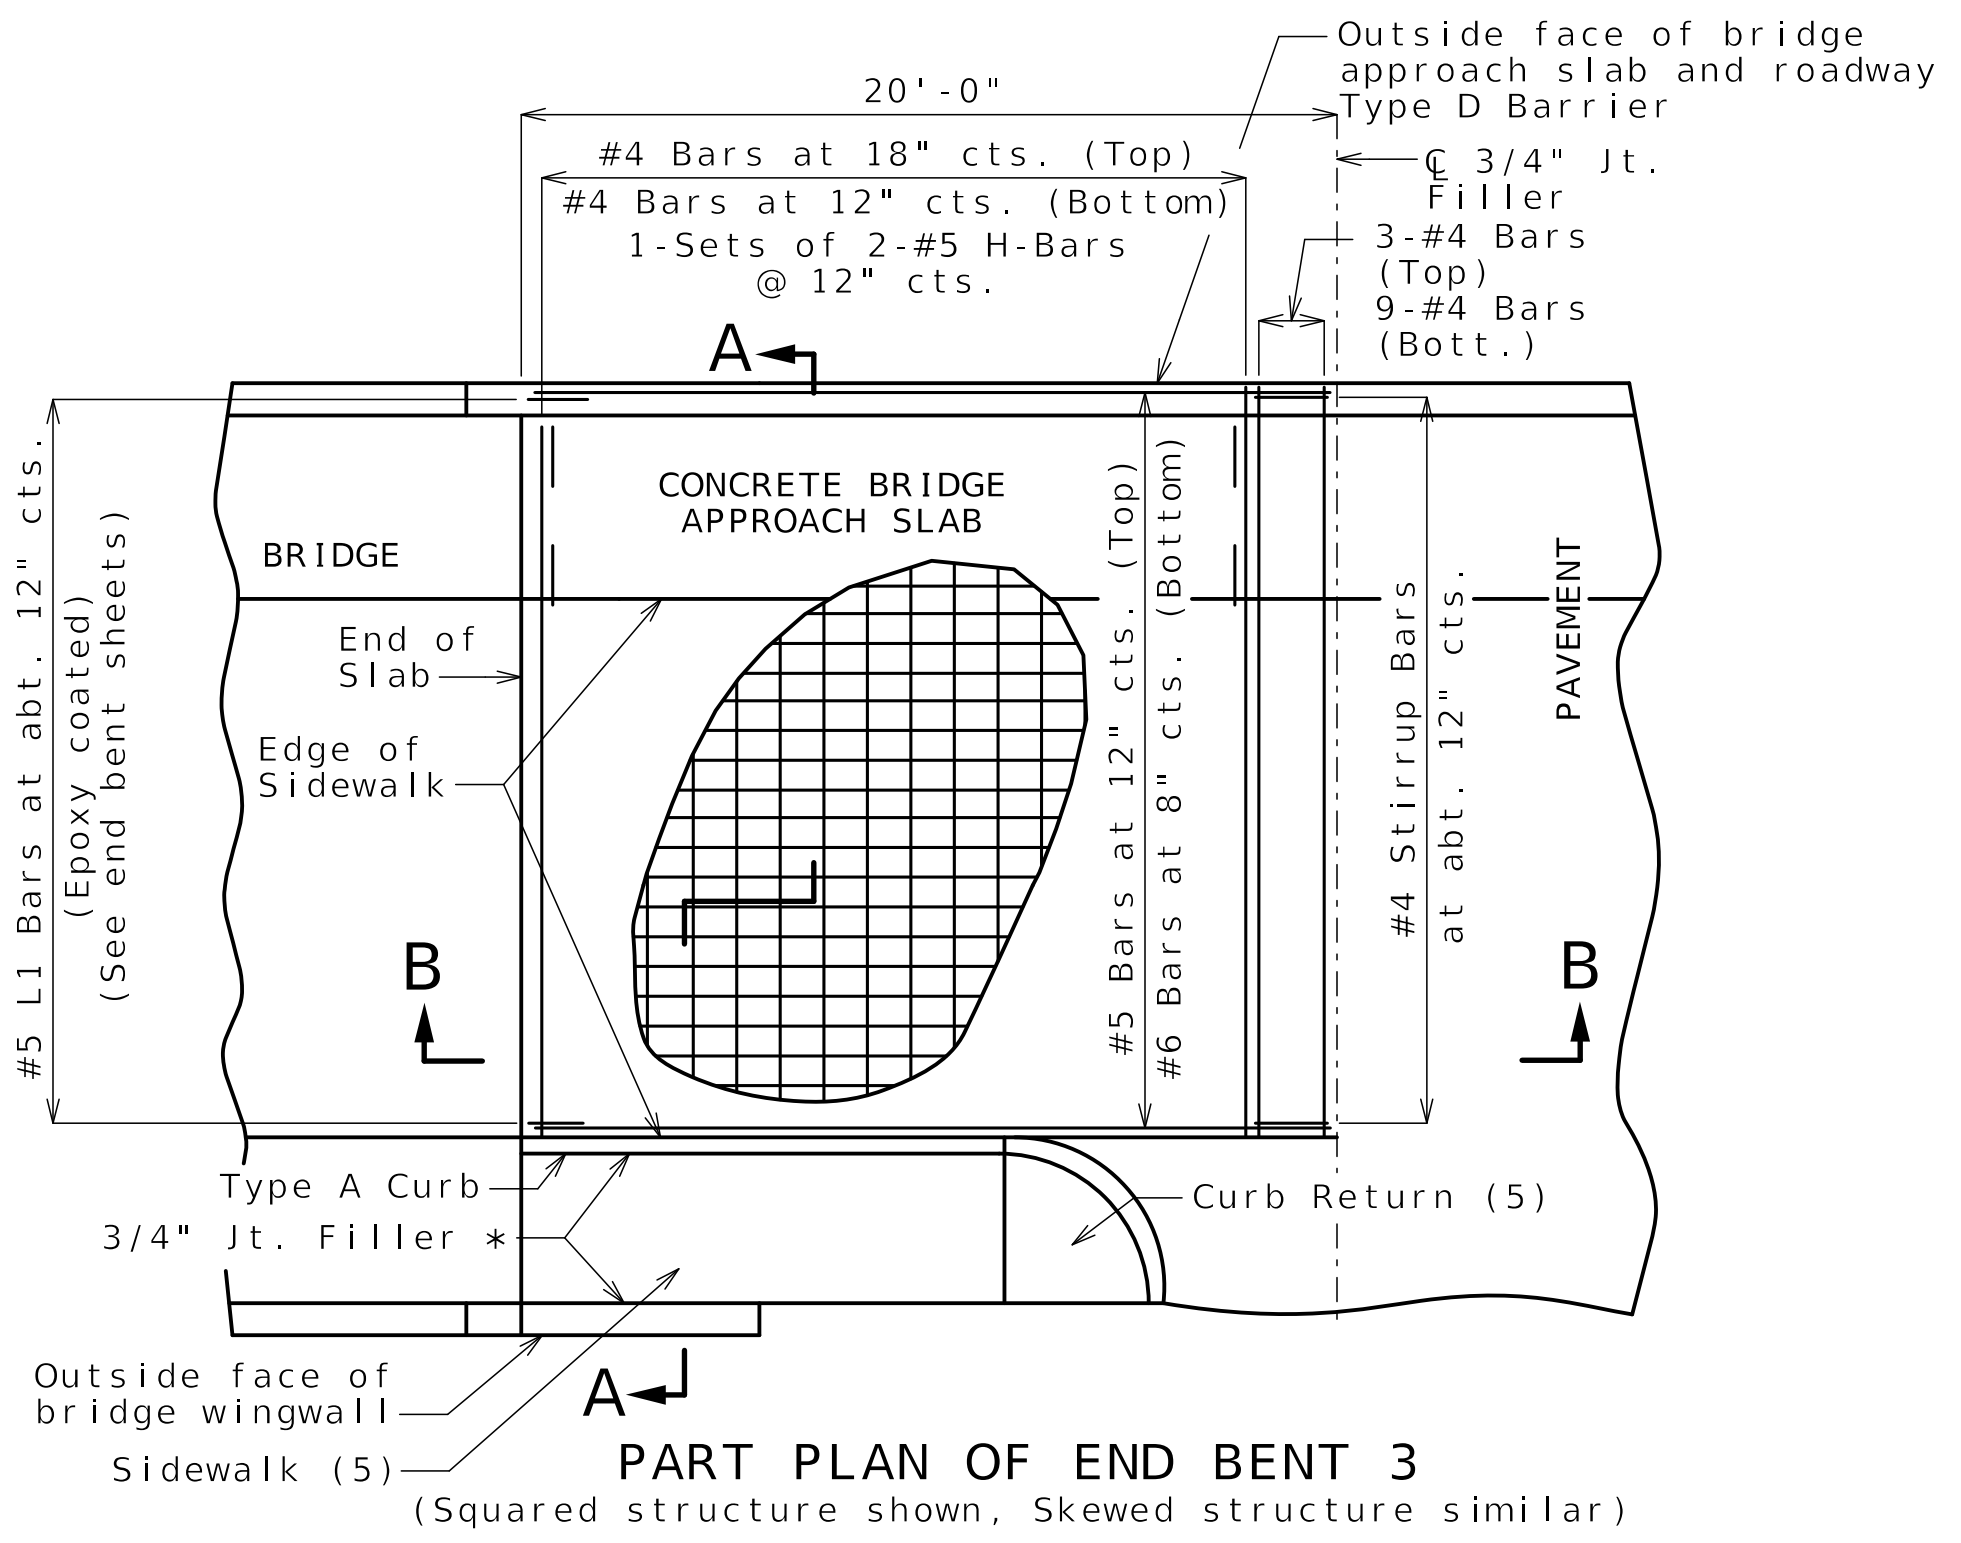 Outside face of bridge
approach slab and roadway
Type D Barrier
20'-0"
#4 Bars at 18" cts. (Top)
#4 Bars at 12" cts. (Bottom)
1-Sets of 2-#5 H-Bars
@ 12" cts.
℄ 3/4" Jt.
Filler
3-#4 Bars
(Top)
9-#4 Bars
(Bott.)
A
#5 L1 Bars at abt. 12" cts.
(Epoxy coated)
(See end bent sheets)
BRIDGE
CONCRETE BRIDGE
APPROACH SLAB
#5 Bars at 12" cts. (Top)
#6 Bars at 8" cts. (Bottom)
#4 Stirrup Bars
at abt. 12" cts.
PAVEMENT
End of
Slab
Edge of
Sidewalk
B
B
Type A Curb
3/4" Jt. Filler *
Curb Return (5)
Outside face of
bridge wingwall
A
Sidewalk (5)
PART PLAN OF END BENT 3
(Squared structure shown, Skewed structure similar)